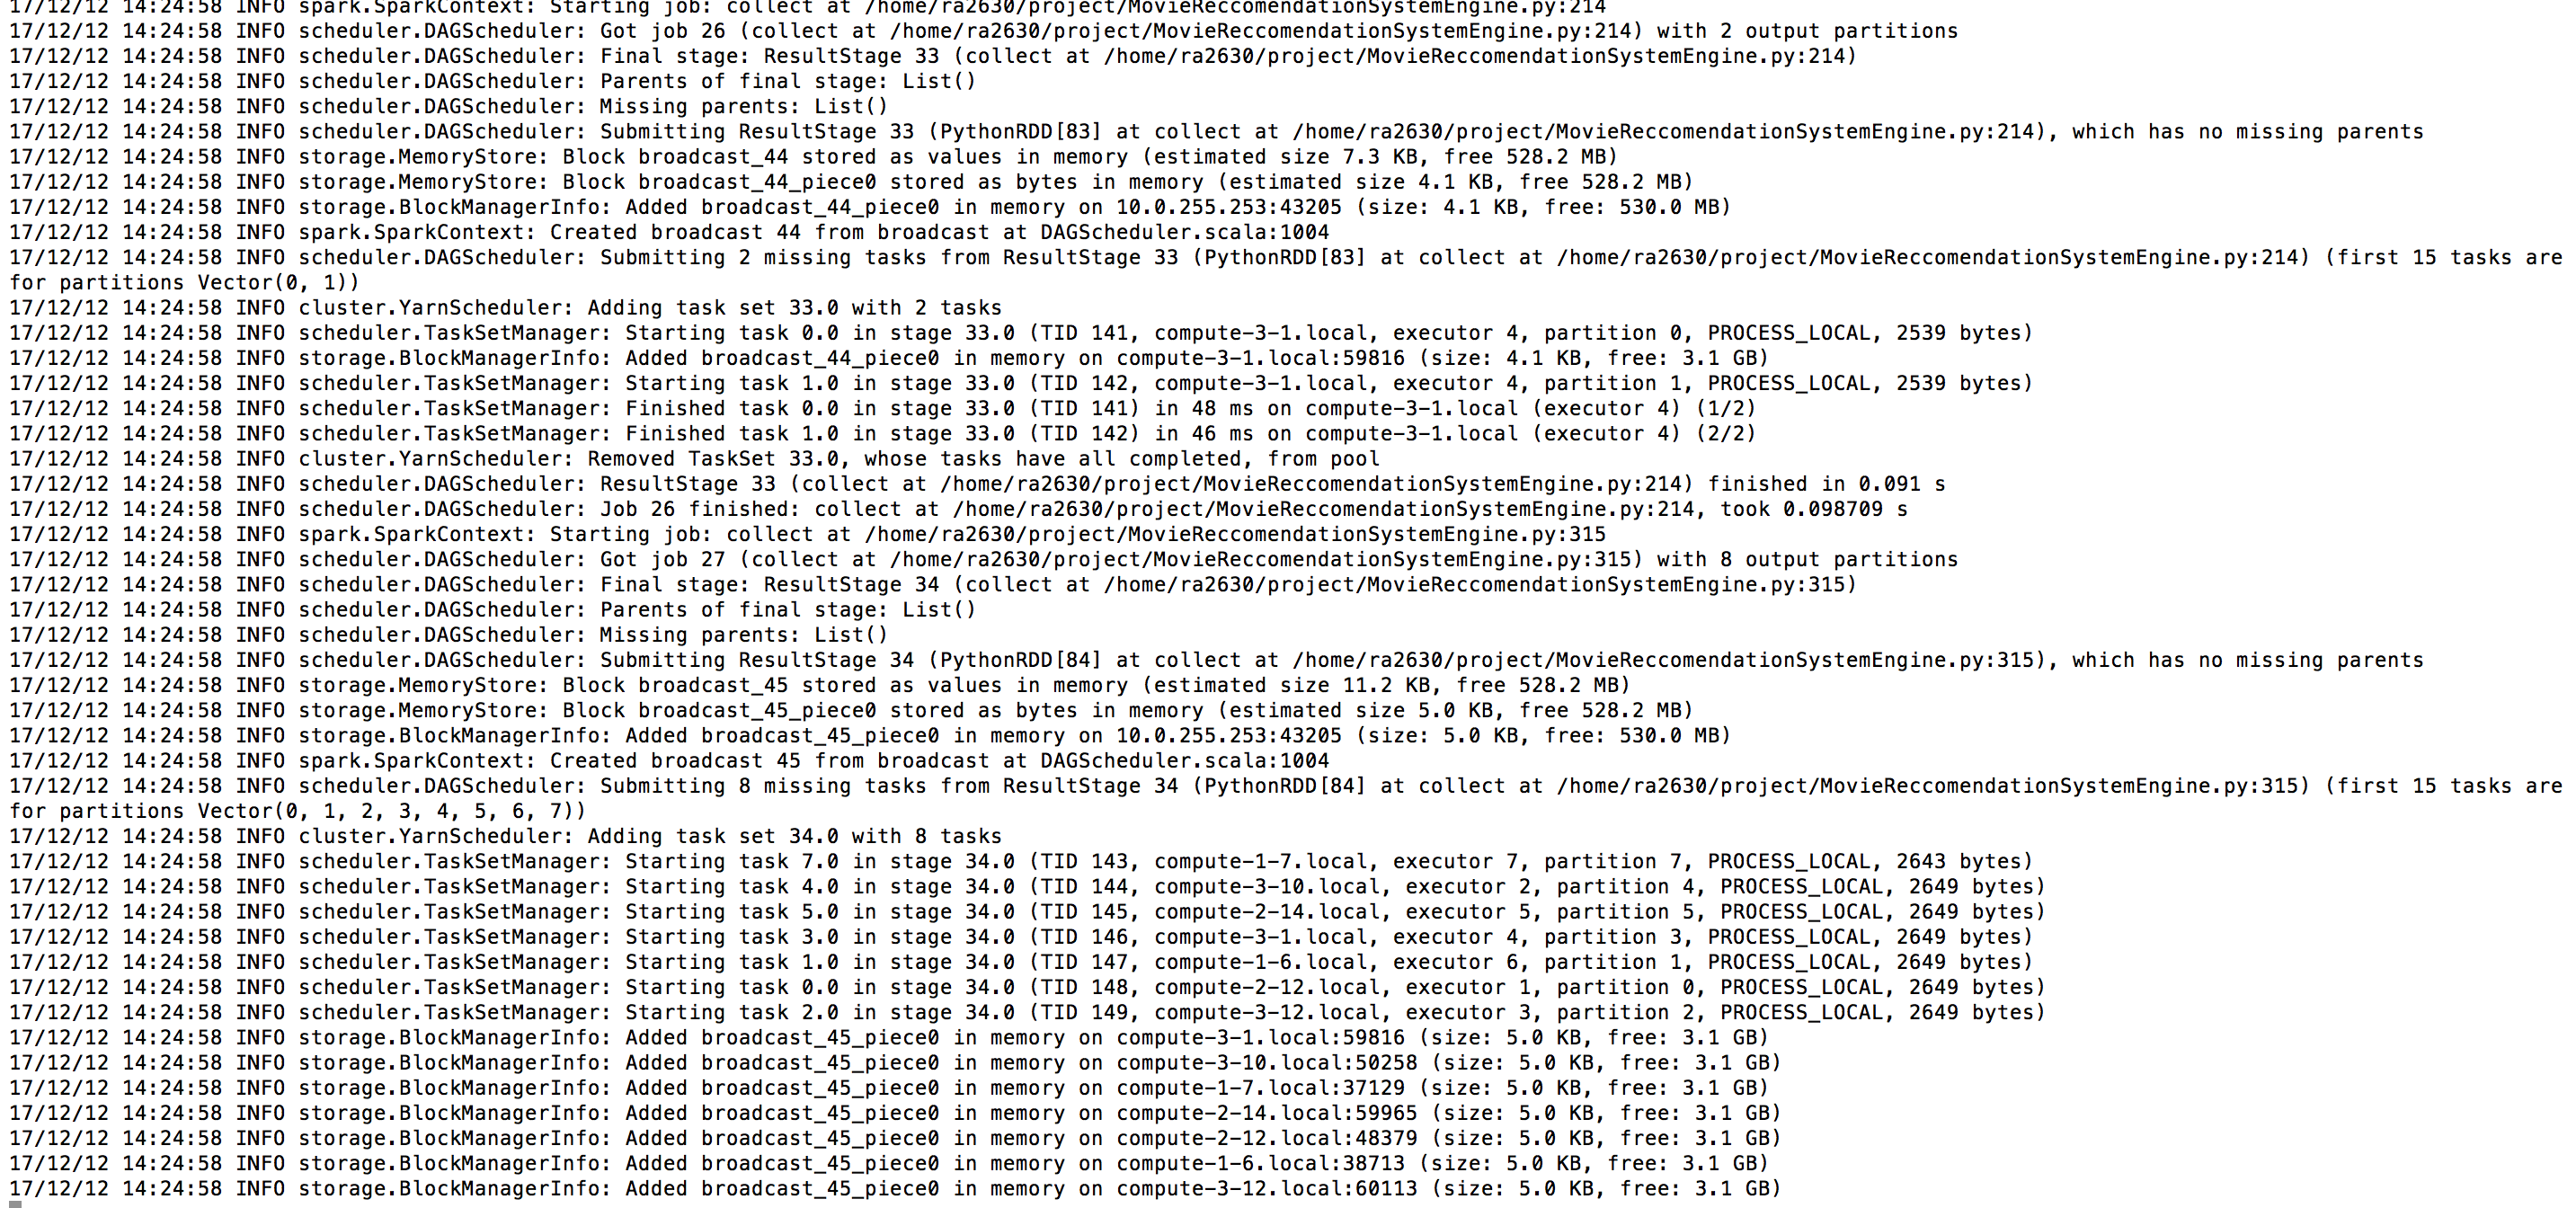 17/12/12 14:24:58 INFO spark.SparkContext: Starting job: collect at /home/ra2630/project/MovieReccomendationSystemEngine.py:214
17/12/12 14:24:58 INFO scheduler.DAGScheduler: Got job 26 (collect at /home/ra2630/project/MovieReccomendationSystemEngine.py:214) with 2 output partitions
17/12/12 14:24:58 INFO scheduler.DAGScheduler: Final stage: ResultStage 33 (collect at /home/ra2630/project/MovieReccomendationSystemEngine.py:214)
17/12/12 14:24:58 INFO scheduler.DAGScheduler: Parents of final stage: List()
17/12/12 14:24:58 INFO scheduler.DAGScheduler: Missing parents: List()
17/12/12 14:24:58 INFO scheduler.DAGScheduler: Submitting ResultStage 33 (PythonRDD[83] at collect at /home/ra2630/project/MovieReccomendationSystemEngine.py:214), which has no missing parents
17/12/12 14:24:58 INFO storage.MemoryStore: Block broadcast_44 stored as values in memory (estimated size 7.3 KB, free 528.2 MB)
17/12/12 14:24:58 INFO storage.MemoryStore: Block broadcast_44_piece0 stored as bytes in memory (estimated size 4.1 KB, free 528.2 MB)
17/12/12 14:24:58 INFO storage.BlockManagerInfo: Added broadcast_44_piece0 in memory on 10.0.255.253:43205 (size: 4.1 KB, free: 530.0 MB)
17/12/12 14:24:58 INFO spark.SparkContext: Created broadcast 44 from broadcast at DAGScheduler.scala:1004
17/12/12 14:24:58 INFO scheduler.DAGScheduler: Submitting 2 missing tasks from ResultStage 33 (PythonRDD[83] at collect at /home/ra2630/project/MovieReccomendationSystemEngine.py:214) (first 15 tasks are
for partitions Vector(0, 1))
17/12/12 14:24:58 INFO cluster.YarnScheduler: Adding task set 33.0 with 2 tasks
17/12/12 14:24:58 INFO scheduler.TaskSetManager: Starting task 0.0 in stage 33.0 (TID 141, compute-3-1.local, executor 4, partition 0, PROCESS_LOCAL, 2539 bytes)
17/12/12 14:24:58 INFO storage.BlockManagerInfo: Added broadcast_44_piece0 in memory on compute-3-1.local:59816 (size: 4.1 KB, free: 3.1 GB)
17/12/12 14:24:58 INFO scheduler.TaskSetManager: Starting task 1.0 in stage 33.0 (TID 142, compute-3-1.local, executor 4, partition 1, PROCESS_LOCAL, 2539 bytes)
17/12/12 14:24:58 INFO scheduler.TaskSetManager: Finished task 0.0 in stage 33.0 (TID 141) in 48 ms on compute-3-1.local (executor 4) (1/2)
17/12/12 14:24:58 INFO scheduler.TaskSetManager: Finished task 1.0 in stage 33.0 (TID 142) in 46 ms on compute-3-1.local (executor 4) (2/2)
17/12/12 14:24:58 INFO cluster.YarnScheduler: Removed TaskSet 33.0, whose tasks have all completed, from pool
17/12/12 14:24:58 INFO scheduler.DAGScheduler: ResultStage 33 (collect at /home/ra2630/project/MovieReccomendationSystemEngine.py:214) finished in 0.091 s
17/12/12 14:24:58 INFO scheduler.DAGScheduler: Job 26 finished: collect at /home/ra2630/project/MovieReccomendationSystemEngine.py:214, took 0.098709 s
17/12/12 14:24:58 INFO spark.SparkContext: Starting job: collect at /home/ra2630/project/MovieReccomendationSystemEngine.py:315
17/12/12 14:24:58 INFO scheduler.DAGScheduler: Got job 27 (collect at /home/ra2630/project/MovieReccomendationSystemEngine.py:315) with 8 output partitions
17/12/12 14:24:58 INFO scheduler.DAGScheduler: Final stage: ResultStage 34 (collect at /home/ra2630/project/MovieReccomendationSystemEngine.py:315)
17/12/12 14:24:58 INFO scheduler.DAGScheduler: Parents of final stage: List()
17/12/12 14:24:58 INFO scheduler.DAGScheduler: Missing parents: List()
17/12/12 14:24:58 INFO scheduler.DAGScheduler: Submitting ResultStage 34 (PythonRDD[84] at collect at /home/ra2630/project/MovieReccomendationSystemEngine.py:315), which has no missing parents
17/12/12 14:24:58 INFO storage.MemoryStore: Block broadcast_45 stored as values in memory (estimated size 11.2 KB, free 528.2 MB)
17/12/12 14:24:58 INFO storage.MemoryStore: Block broadcast_45_piece0 stored as bytes in memory (estimated size 5.0 KB, free 528.2 MB)
17/12/12 14:24:58 INFO storage.BlockManagerInfo: Added broadcast_45_piece0 in memory on 10.0.255.253:43205 (size: 5.0 KB, free: 530.0 MB)
17/12/12 14:24:58 INFO spark.SparkContext: Created broadcast 45 from broadcast at DAGScheduler.scala:1004
17/12/12 14:24:58 INFO scheduler.DAGScheduler: Submitting 8 missing tasks from ResultStage 34 (PythonRDD[84] at collect at /home/ra2630/project/MovieReccomendationSystemEngine.py:315) (first 15 tasks are
for partitions Vector(0, 1, 2, 3, 4, 5, 6, 7))
17/12/12 14:24:58 INFO cluster.YarnScheduler: Adding task set 34.0 with 8 tasks
17/12/12 14:24:58 INFO scheduler.TaskSetManager: Starting task 7.0 in stage 34.0 (TID 143, compute-1-7.local, executor 7, partition 7, PROCESS_LOCAL, 2643 bytes)
17/12/12 14:24:58 INFO scheduler.TaskSetManager: Starting task 4.0 in stage 34.0 (TID 144, compute-3-10.local, executor 2, partition 4, PROCESS_LOCAL, 2649 bytes)
17/12/12 14:24:58 INFO scheduler.TaskSetManager: Starting task 5.0 in stage 34.0 (TID 145, compute-2-14.local, executor 5, partition 5, PROCESS_LOCAL, 2649 bytes)
17/12/12 14:24:58 INFO scheduler.TaskSetManager: Starting task 3.0 in stage 34.0 (TID 146, compute-3-1.local, executor 4, partition 3, PROCESS_LOCAL, 2649 bytes)
17/12/12 14:24:58 INFO scheduler.TaskSetManager: Starting task 1.0 in stage 34.0 (TID 147, compute-1-6.local, executor 6, partition 1, PROCESS_LOCAL, 2649 bytes)
17/12/12 14:24:58 INFO scheduler.TaskSetManager: Starting task 0.0 in stage 34.0 (TID 148, compute-2-12.local, executor 1, partition 0, PROCESS_LOCAL, 2649 bytes)
17/12/12 14:24:58 INFO scheduler.TaskSetManager: Starting task 2.0 in stage 34.0 (TID 149, compute-3-12.local, executor 3, partition 2, PROCESS_LOCAL, 2649 bytes)
17/12/12 14:24:58 INFO storage.BlockManagerInfo: Added broadcast_45_piece0 in memory on compute-3-1.local:59816 (size: 5.0 KB, free: 3.1 GB)
17/12/12 14:24:58 INFO storage.BlockManagerInfo: Added broadcast_45_piece0 in memory on compute-3-10.local:50258 (size: 5.0 KB, free: 3.1 GB)
17/12/12 14:24:58 INFO storage.BlockManagerInfo: Added broadcast_45_piece0 in memory on compute-1-7.local:37129 (size: 5.0 KB, free: 3.1 GB)
17/12/12 14:24:58 INFO storage.BlockManagerInfo: Added broadcast_45_piece0 in memory on compute-2-14.local:59965 (size: 5.0 KB, free: 3.1 GB)
17/12/12 14:24:58 INFO storage.BlockManagerInfo: Added broadcast_45_piece0 in memory on compute-2-12.local:48379 (size: 5.0 KB, free: 3.1 GB)
17/12/12 14:24:58 INFO storage.BlockManagerInfo: Added broadcast_45_piece0 in memory on compute-1-6.local:38713 (size: 5.0 KB, free: 3.1 GB)
17/12/12 14:24:58 INFO storage.BlockManagerInfo: Added broadcast_45_piece0 in memory on compute-3-12.local:60113 (size: 5.0 KB, free: 3.1 GB)